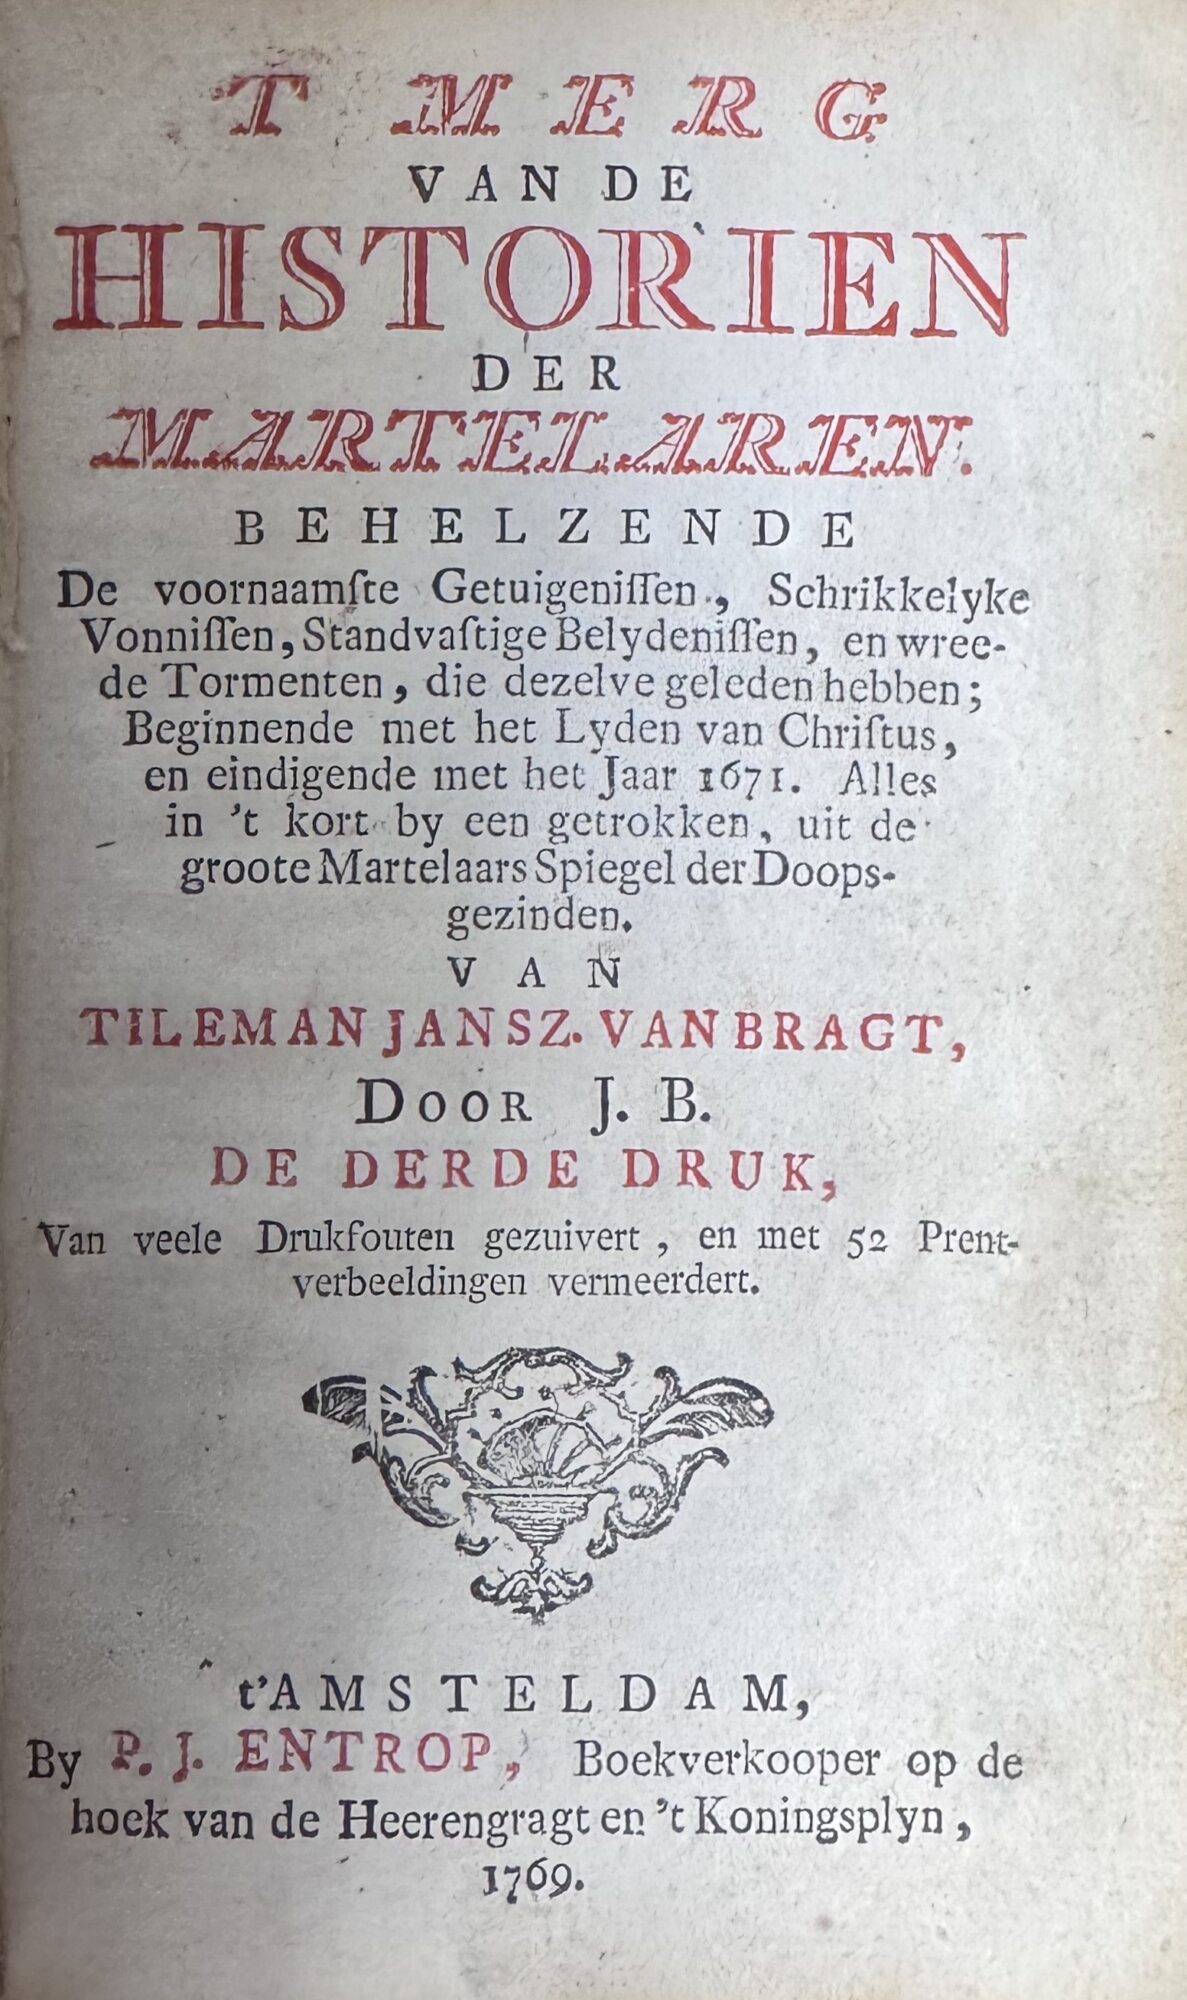 T MERG
VAN DE
HISTORIEN
DER
MARTELAREN.
BEHELZENDE
De voornaamſte Getuigeniſſen, Schrikkelyke
Vonniſſen, Standvaſtige Belydeniſſen, en wree-
de Tormenten, die dezelve geleden hebben;
Beginnende met het Lyden van Chriſtus,
en eindigende met het Jaar 1671. Alles
in 't kort by een getrokken, uit de
groote Martelaars Spiegel der Doops-
gezinden.
VAN
TILEMAN JANSZ. VAN BRAGT,
DOOR J. B.
DE DERDE DRUK,
Van veele Drukfouten gezuivert, en met 52 Prent-
verbeeldingen vermeerdert.
t'AMSTELDAM,
By P. J. ENTROP, Boekverkooper op de
hoek van de Heerengragt en 't Koningsplyn,
1769.